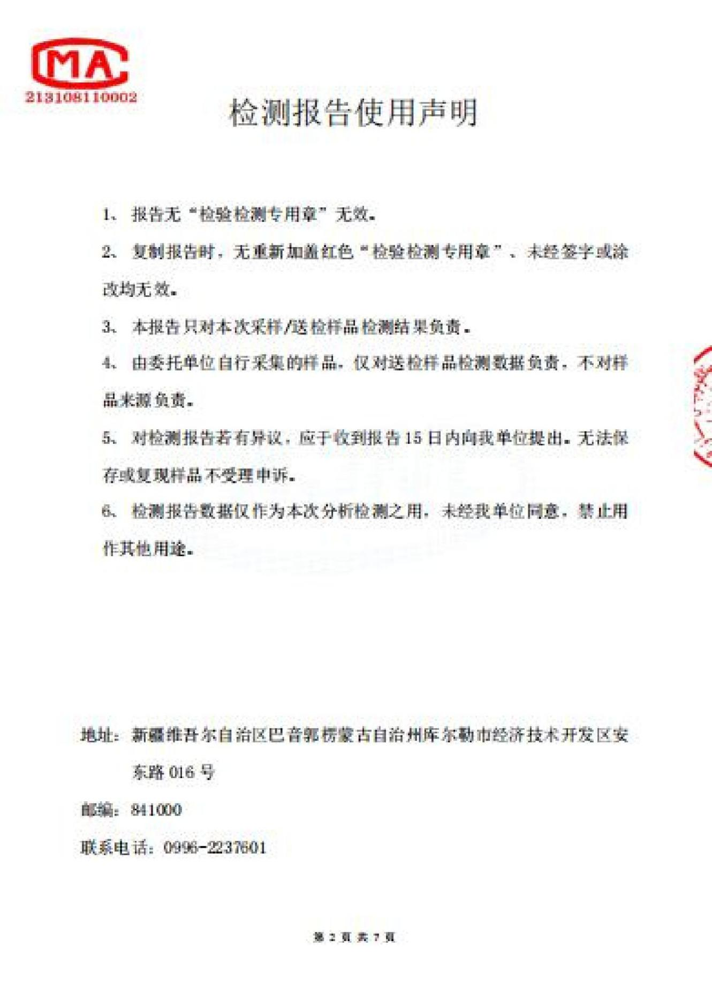 MA
213108110002
检测报告使用声明
1、 报告无“检验检测专用章”无效。
2、 复制报告时，无重新加盖红色“检验检测专用章”、未经签字或涂
改均无效。
3、 本报告只对本次采样/送检样品检测结果负责。
4、 由委托单位自行采集的样品，仅对送检样品检测数据负责，不对样
品来源负责。
5、 对检测报告若有异议，应于收到报告15日内向我单位提出。无法保
存或复现样品不受理申诉。
6、 检测报告数据仅作为本次分析检测之用，未经我单位同意，禁止用
作其他用途。
地址：新疆维吾尔自治区巴音郭楞蒙古自治州库尔勒市经济技术开发区安
东路 016 号
邮编：841000
联系电话：0996-2237601
第 2 页 共 7 页